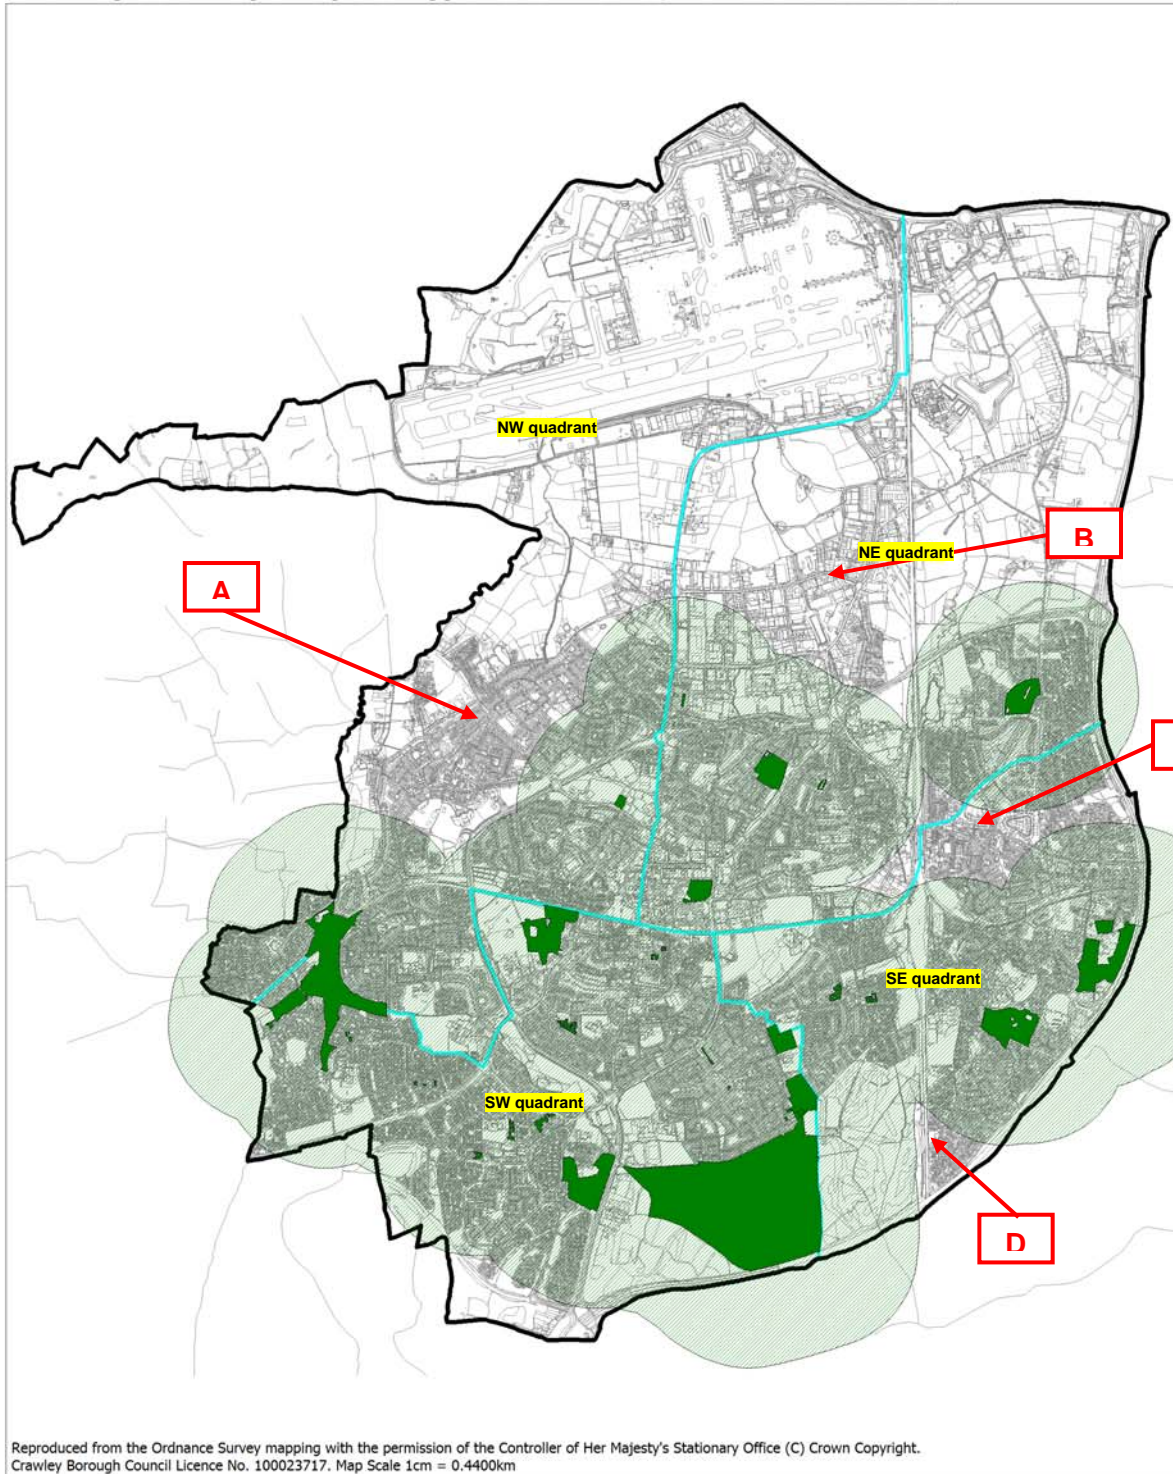 NW quadrant
NE quadrant
B
A
SE quadrant
SW quadrant
D
Reproduced from the Ordnance Survey mapping with the permission of the Controller of Her Majesty's Stationary Office (C) Crown Copyright.
Crawley Borough Council Licence No. 100023717. Map Scale 1cm = 0.4400km